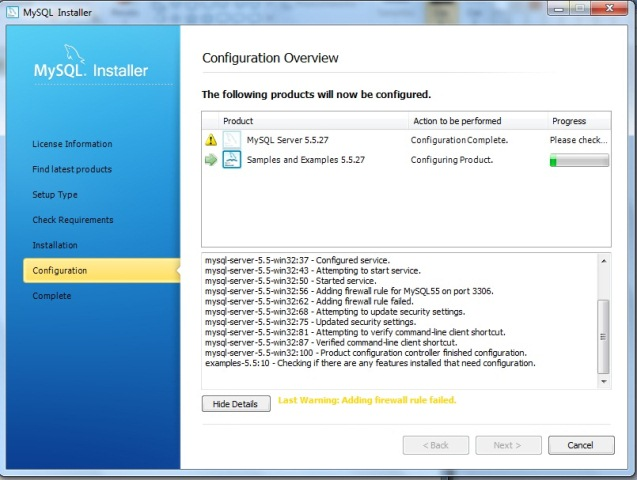 MySQL Installer
MySQL. Installer
Configuration Overview
The following products will now be configured.
Product Action to be performed Progress
MySQL Server 5.5.27 Configuration Complete. Please check...
Samples and Examples 5.5.27 Configuring Product.
License Information
Find latest products
Setup Type
Check Requirements
Installation
Configuration
Complete
mysql-server-5.5-win32:37 - Configured service.
mysql-server-5.5-win32:43 - Attempting to start service.
mysql-server-5.5-win32:50 - Started service.
mysql-server-5.5-win32:56 - Adding firewall rule for MySQL55 on port 3306.
mysql-server-5.5-win32:62 - Adding firewall rule failed.
mysql-server-5.5-win32:68 - Attempting to update security settings.
mysql-server-5.5-win32:75 - Updated security settings.
mysql-server-5.5-win32:81 - Attempting to verify command-line client shortcut.
mysql-server-5.5-win32:87 - Verified command-line client shortcut.
mysql-server-5.5-win32:100 - Product configuration controller finished configuration.
examples-5.5:10 - Checking if there are any features installed that need configuration.
Hide Details
Last Warning: Adding firewall rule failed.
< Back Next > Cancel